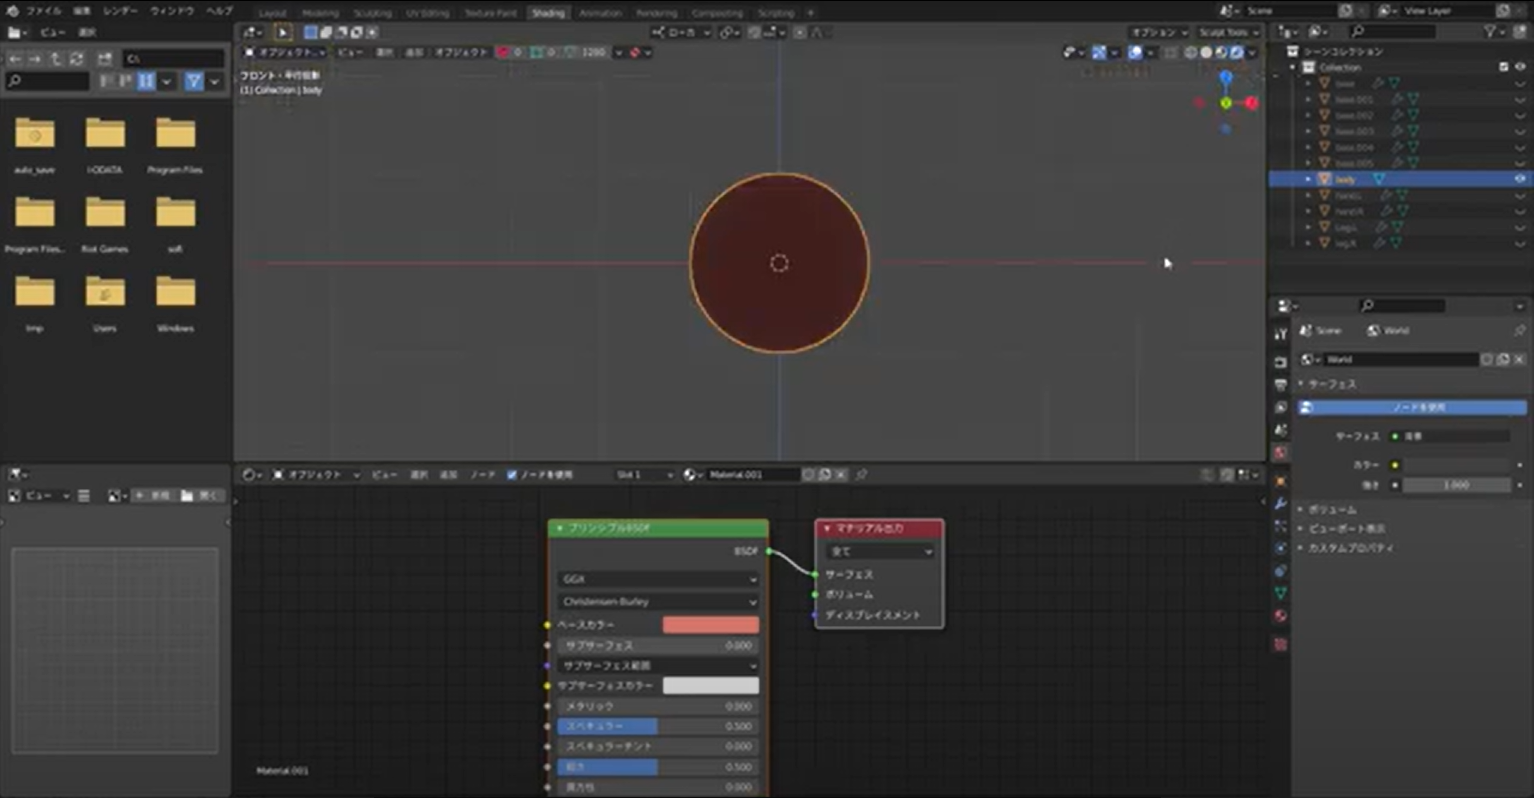 ファイル 編集 レンダー ウィンドウ ヘルプ
Layout Modeling Sculpting UV Editing Texture Paint Shading Animation Rendering Compositing Scripting +
Scene
View Layer
ビュー 選択
オプション
Sculpt Tools
C:\
オブジェクト... ビュー 選択 追加 オブジェクト
フロント・平行投影
(1) Collection | body
auto_save
I-ODATA
Program Files
Program Files...
Riot Games
soft
tmp
Users
Windows
シーンコレクション
Collection
base
base.001
base.002
base.003
base.004
base.005
body
Scene
World
World
サーフェス
ノードを使用
サーフェス
背景
カラー
強さ
1.000
ボリューム
ビューポート表示
カスタムプロパティ
ビュー
+ 新規
開く
オブジェクト ビュー 選択 追加 ノード ノードを使用 Slot 1 Material.001
プリンシプルBSDF
BSDF
GGX
Christensen-Burley
ベースカラー
サブサーフェス 0.000
サブサーフェス範囲
サブサーフェスカラー
メタリック 0.000
スペキュラー 0.500
スペキュラーチント 0.000
粗さ 0.500
異方性 0.000
マテリアル出力
全て
サーフェス
ボリューム
ディスプレイスメント
Material.001